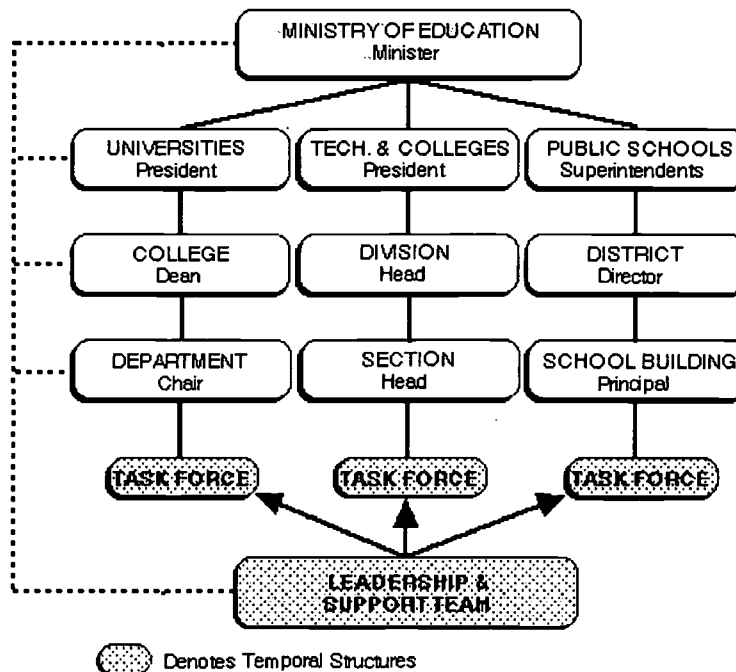 MINISTRY OF EDUCATION
Minister
UNIVERSITIES
President
TECH. & COLLEGES
President
PUBLIC SCHOOLS
Superintendents
COLLEGE
Dean
DIVISION
Head
DISTRICT
Director
DEPARTMENT
Chair
SECTION
Head
SCHOOL BUILDING
Principal
TASK FORCE
TASK FORCE
TASK FORCE
LEADERSHIP &
SUPPORT TEAM
Denotes Temporal Structures